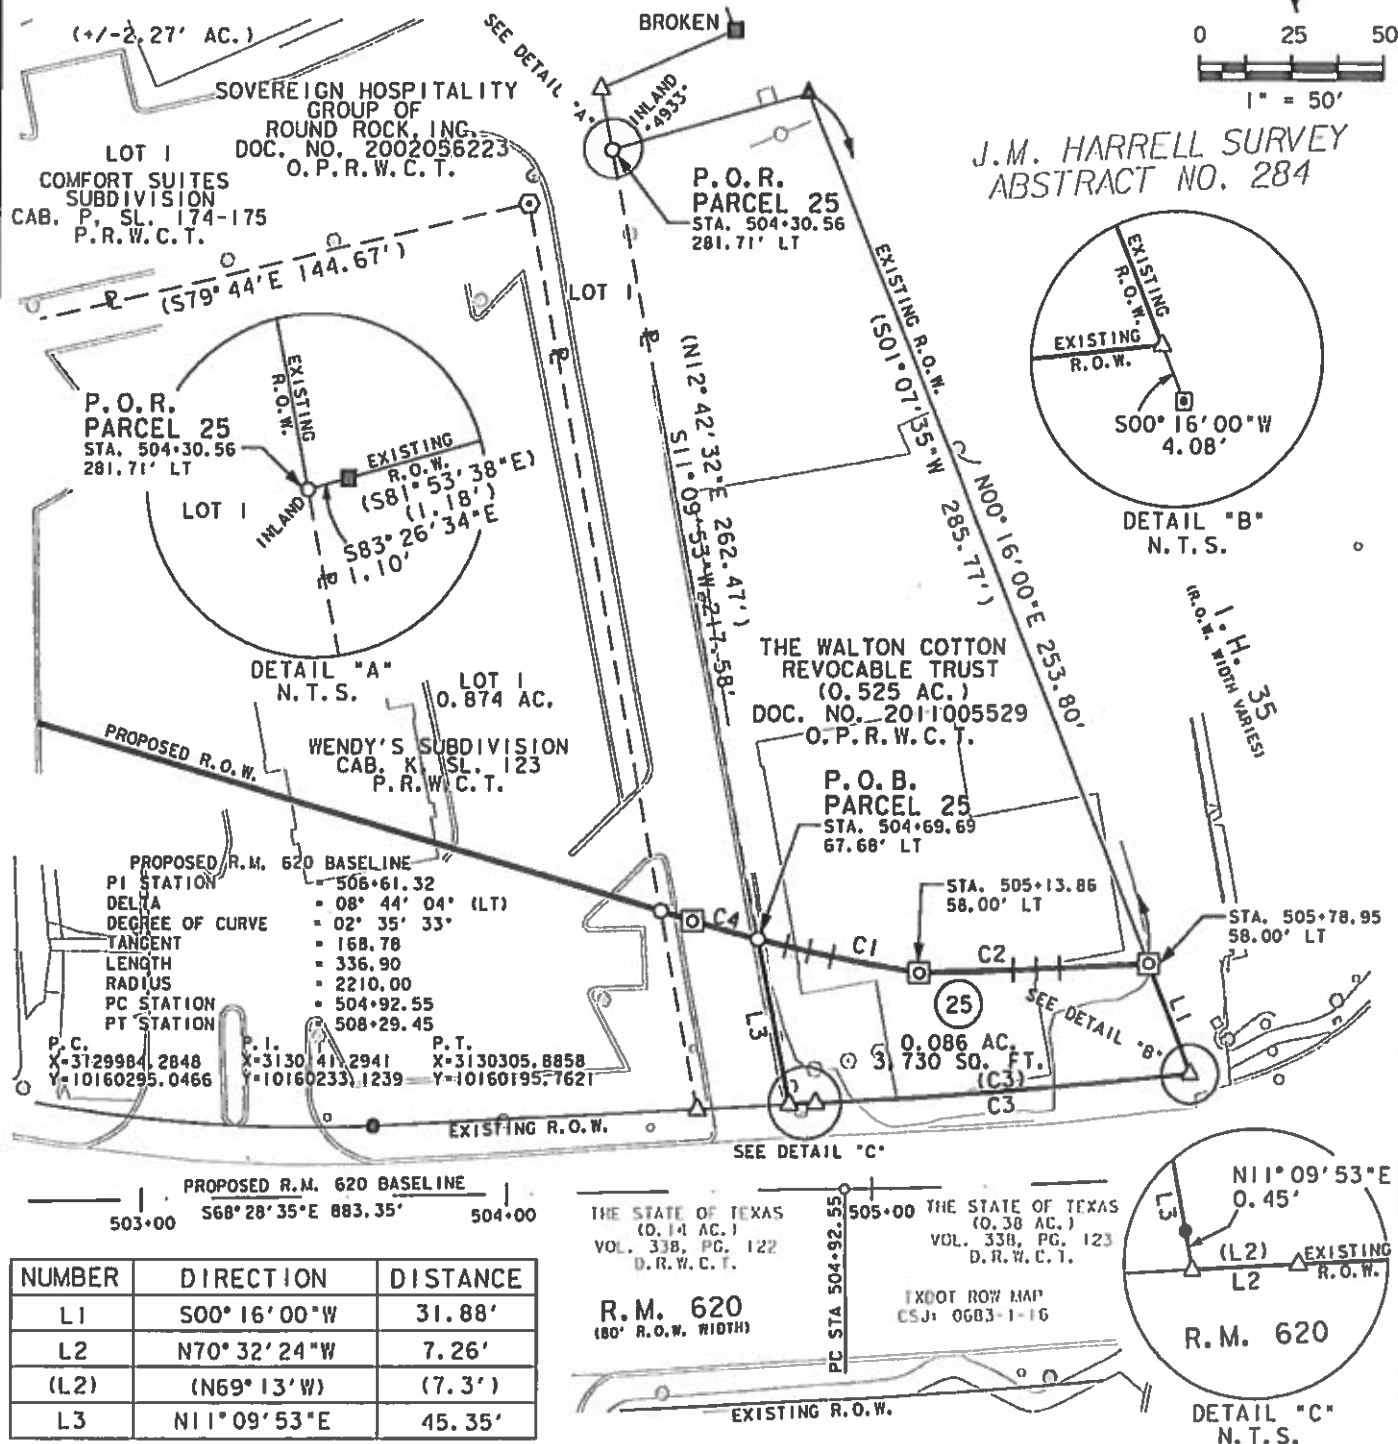 (+/-2.27' AC.)
SEE DETAIL "A"
BROKEN
INLAND
"4933"
0 25 50
1" = 50'
SOVEREIGN HOSPITALITY
GROUP OF
ROUND ROCK, INC.
DOC. NO. 2002056223
O.P.R.W.C.T.
LOT 1
COMFORT SUITES
SUBDIVISION
CAB. P, SL. 174-175
P.R.W.C.T.
J.M. HARRELL SURVEY
ABSTRACT NO. 284
P.O.R.
PARCEL 25
STA. 504+30.56
281.71' LT
(S79°44'E 144.67')
LOT 1
EXISTING R.O.W.
(S01°07'35"W 285.77')
N00°16'00"E 253.80'
(N12°42'32"E 262.47')
S11°09'53"W 217.58'
EXISTING
R.O.W.
EXISTING
R.O.W.
S00°16'00"W
4.08'
DETAIL "B"
N.T.S.
P.O.R.
PARCEL 25
STA. 504+30.56
281.71' LT
EXISTING
R.O.W.
EXISTING
R.O.W.
(S81°53'38"E)
(1.18')
LOT 1
INLAND
S83°26'34"E
1.10'
DETAIL "A"
N.T.S.
I.H. 35
(R.O.W. WIDTH VARIES)
LOT 1
0.874 AC.
THE WALTON COTTON
REVOCABLE TRUST
(0.525 AC.)
DOC. NO. 2011005529
O.P.R.W.C.T.
PROPOSED R.O.W.
WENDY'S SUBDIVISION
CAB. K, SL. 123
P.R.W.C.T.
P.O.B.
PARCEL 25
STA. 504+69.69
67.68' LT
PROPOSED R.M. 620 BASELINE
PI STATION = 506+61.32
DELTA = 08° 44' 04" (LT)
DEGREE OF CURVE = 02° 35' 33"
TANGENT = 168.78
LENGTH = 336.90
RADIUS = 2210.00
PC STATION = 504+92.55
PT STATION = 508+29.45
P.C. P.I. P.T.
X=3129984.2848 X=3130141.2941 X=3130305.8858
Y=10160295.0466 Y=10160233.1239 Y=10160195.7621
STA. 505+13.86
58.00' LT
STA. 505+78.95
58.00' LT
C4
C1
C2
L1
L3
25
SEE DETAIL "B"
0.086 AC.
3,730 SQ. FT.
(C3)
C3
EXISTING R.O.W.
SEE DETAIL "C"
PROPOSED R.M. 620 BASELINE
S68°28'35"E 883.35'
503+00
504+00
505+00
PC STA 504+92.55
THE STATE OF TEXAS
(0.14 AC.)
VOL. 338, PG. 122
D.R.W.C.T.
THE STATE OF TEXAS
(0.38 AC.)
VOL. 338, PG. 123
D.R.W.C.T.
R.M. 620
(80' R.O.W. WIDTH)
TXDOT ROW MAP
CSJ: 0683-1-16
EXISTING R.O.W.
N11°09'53"E
0.45'
L3
(L2)
L2
EXISTING
R.O.W.
R.M. 620
DETAIL "C"
N.T.S.
NUMBER DIRECTION DISTANCE
L1 S00°16'00"W 31.88'
L2 N70°32'24"W 7.26'
(L2) (N69°13'W) (7.3')
L3 N11°09'53"E 45.35'